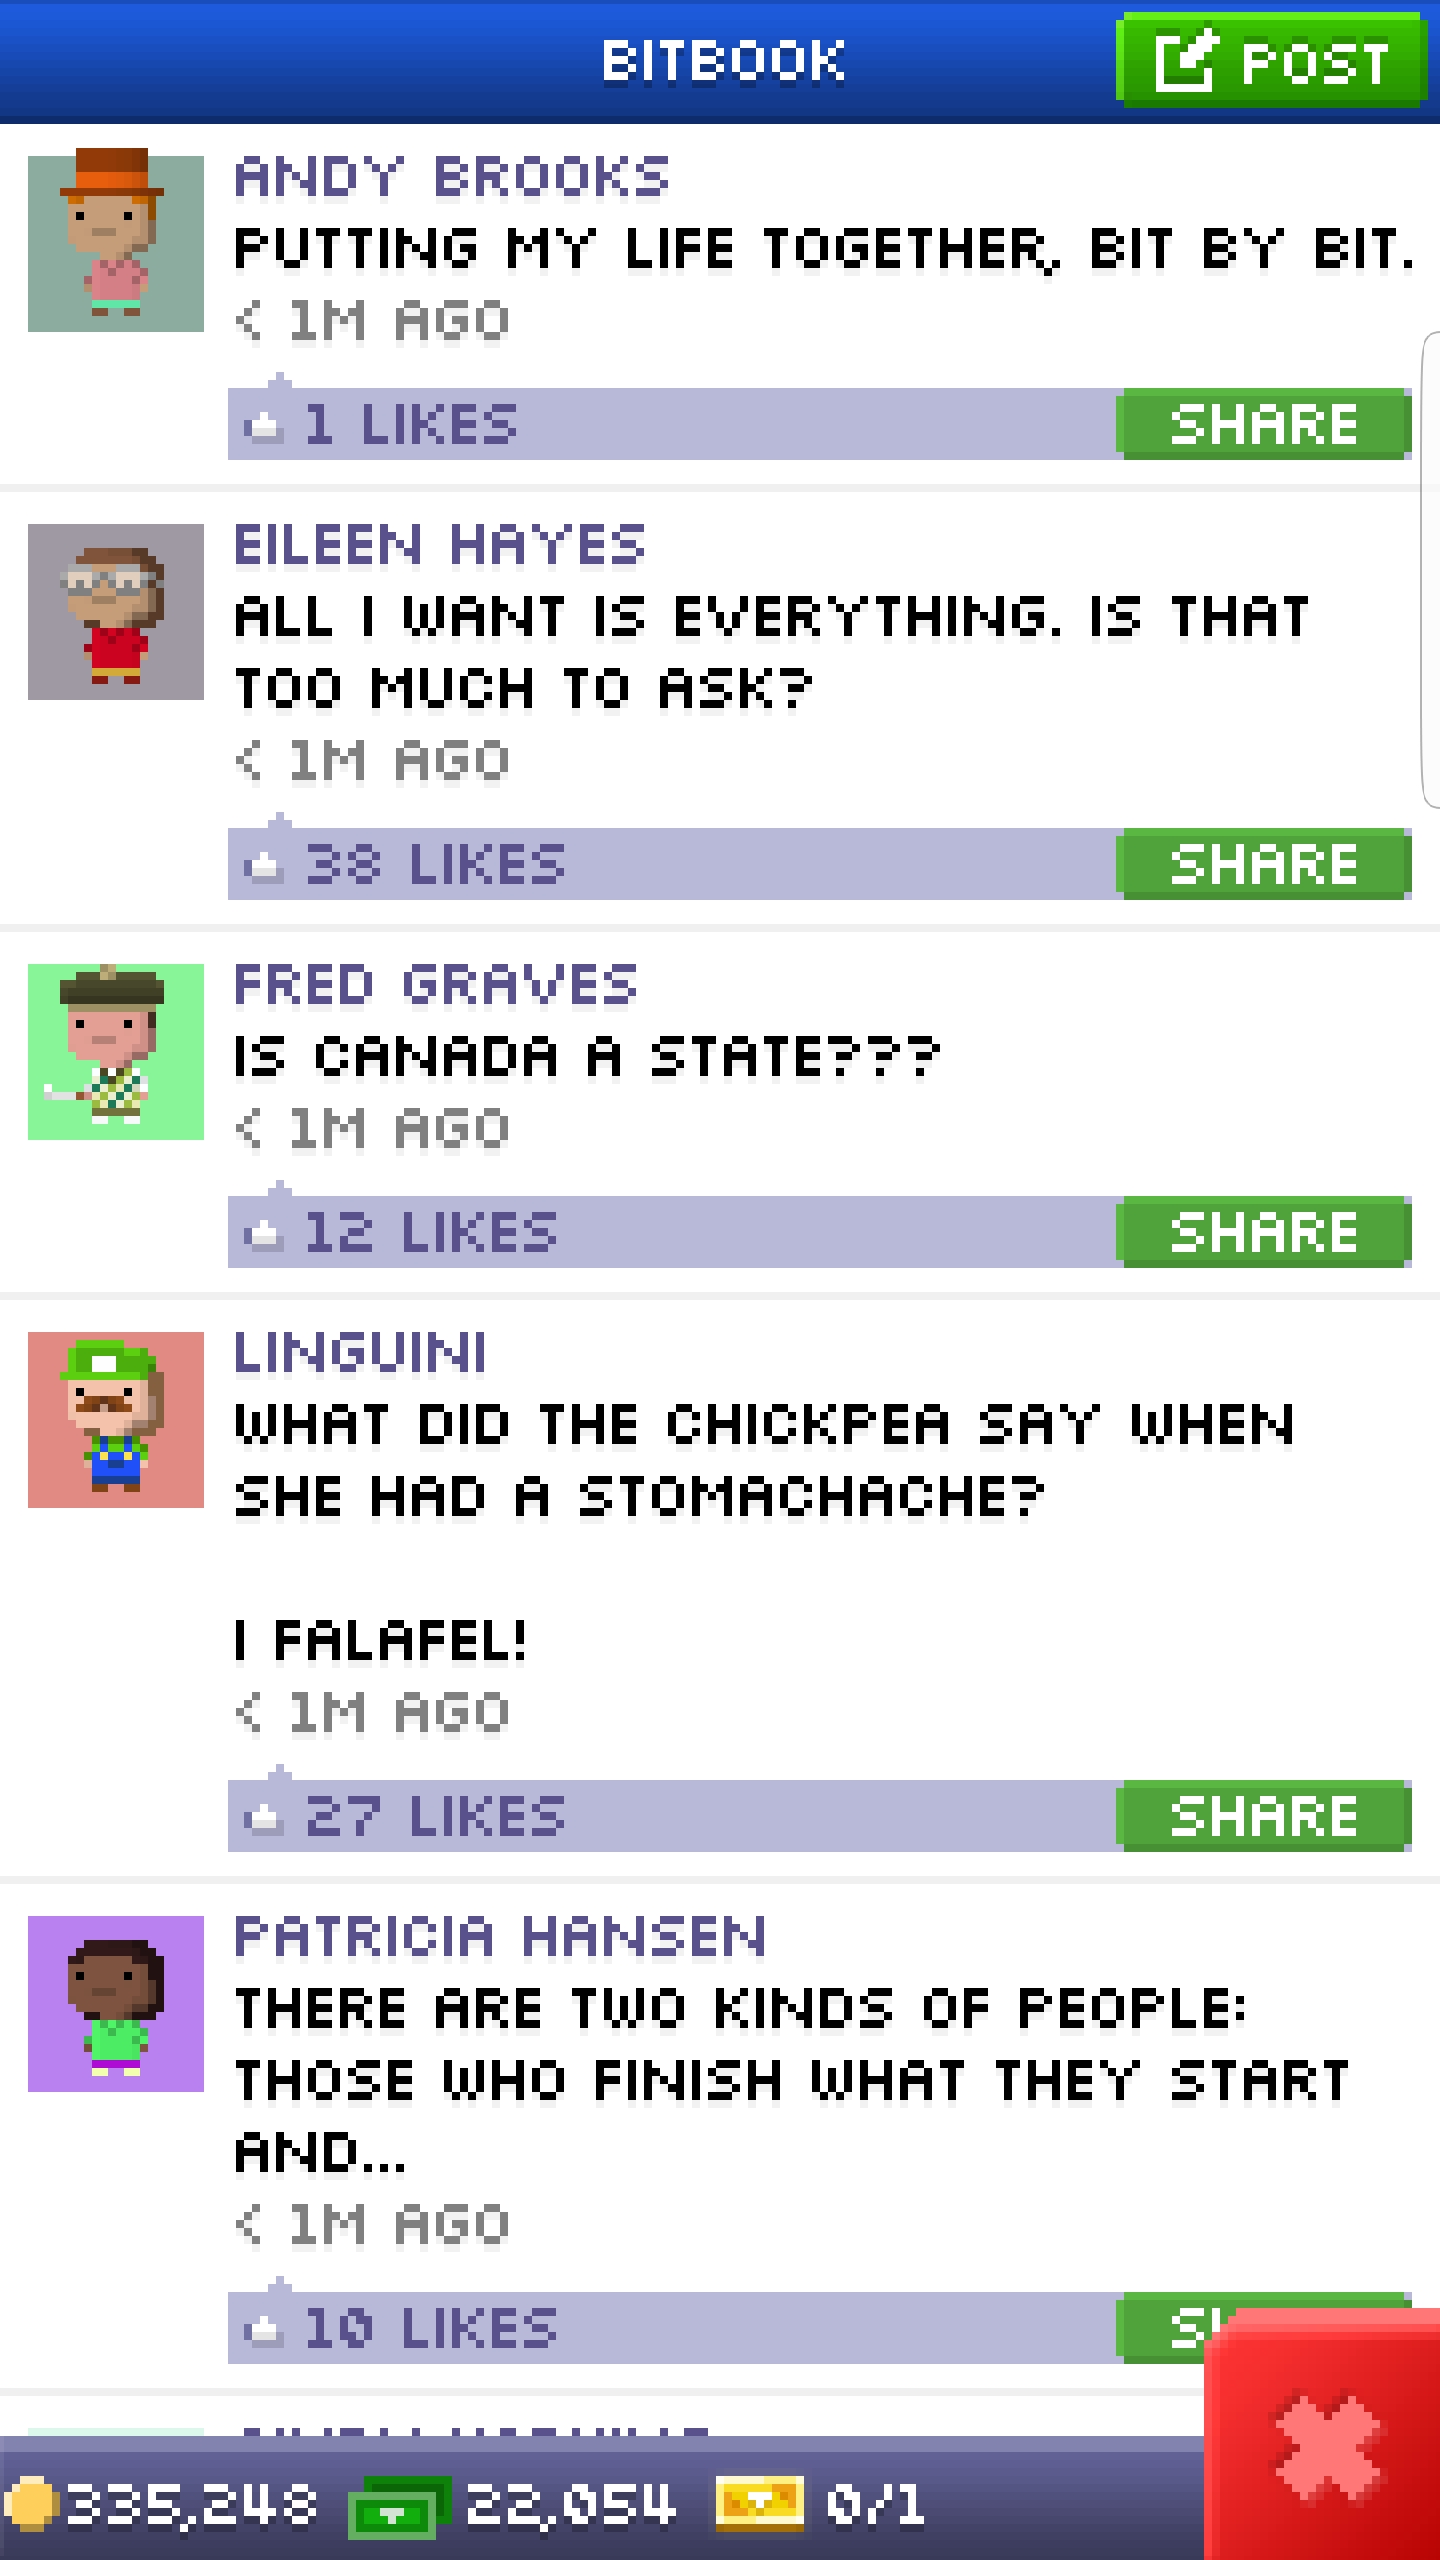 BITBOOK
POST
ANDY BROOKS
PUTTING MY LIFE TOGETHER, BIT BY BIT.
< 1M AGO
1 LIKES
SHARE
EILEEN HAYES
ALL I WANT IS EVERYTHING. IS THAT
TOO MUCH TO ASK?
< 1M AGO
38 LIKES
SHARE
FRED GRAVES
IS CANADA A STATE???
< 1M AGO
12 LIKES
SHARE
LINGUINI
WHAT DID THE CHICKPEA SAY WHEN
SHE HAD A STOMACHACHE?
I FALAFEL!
< 1M AGO
27 LIKES
SHARE
PATRICIA HANSEN
THERE ARE TWO KINDS OF PEOPLE:
THOSE WHO FINISH WHAT THEY START
AND...
< 1M AGO
10 LIKES
335,248
22,054
0/1